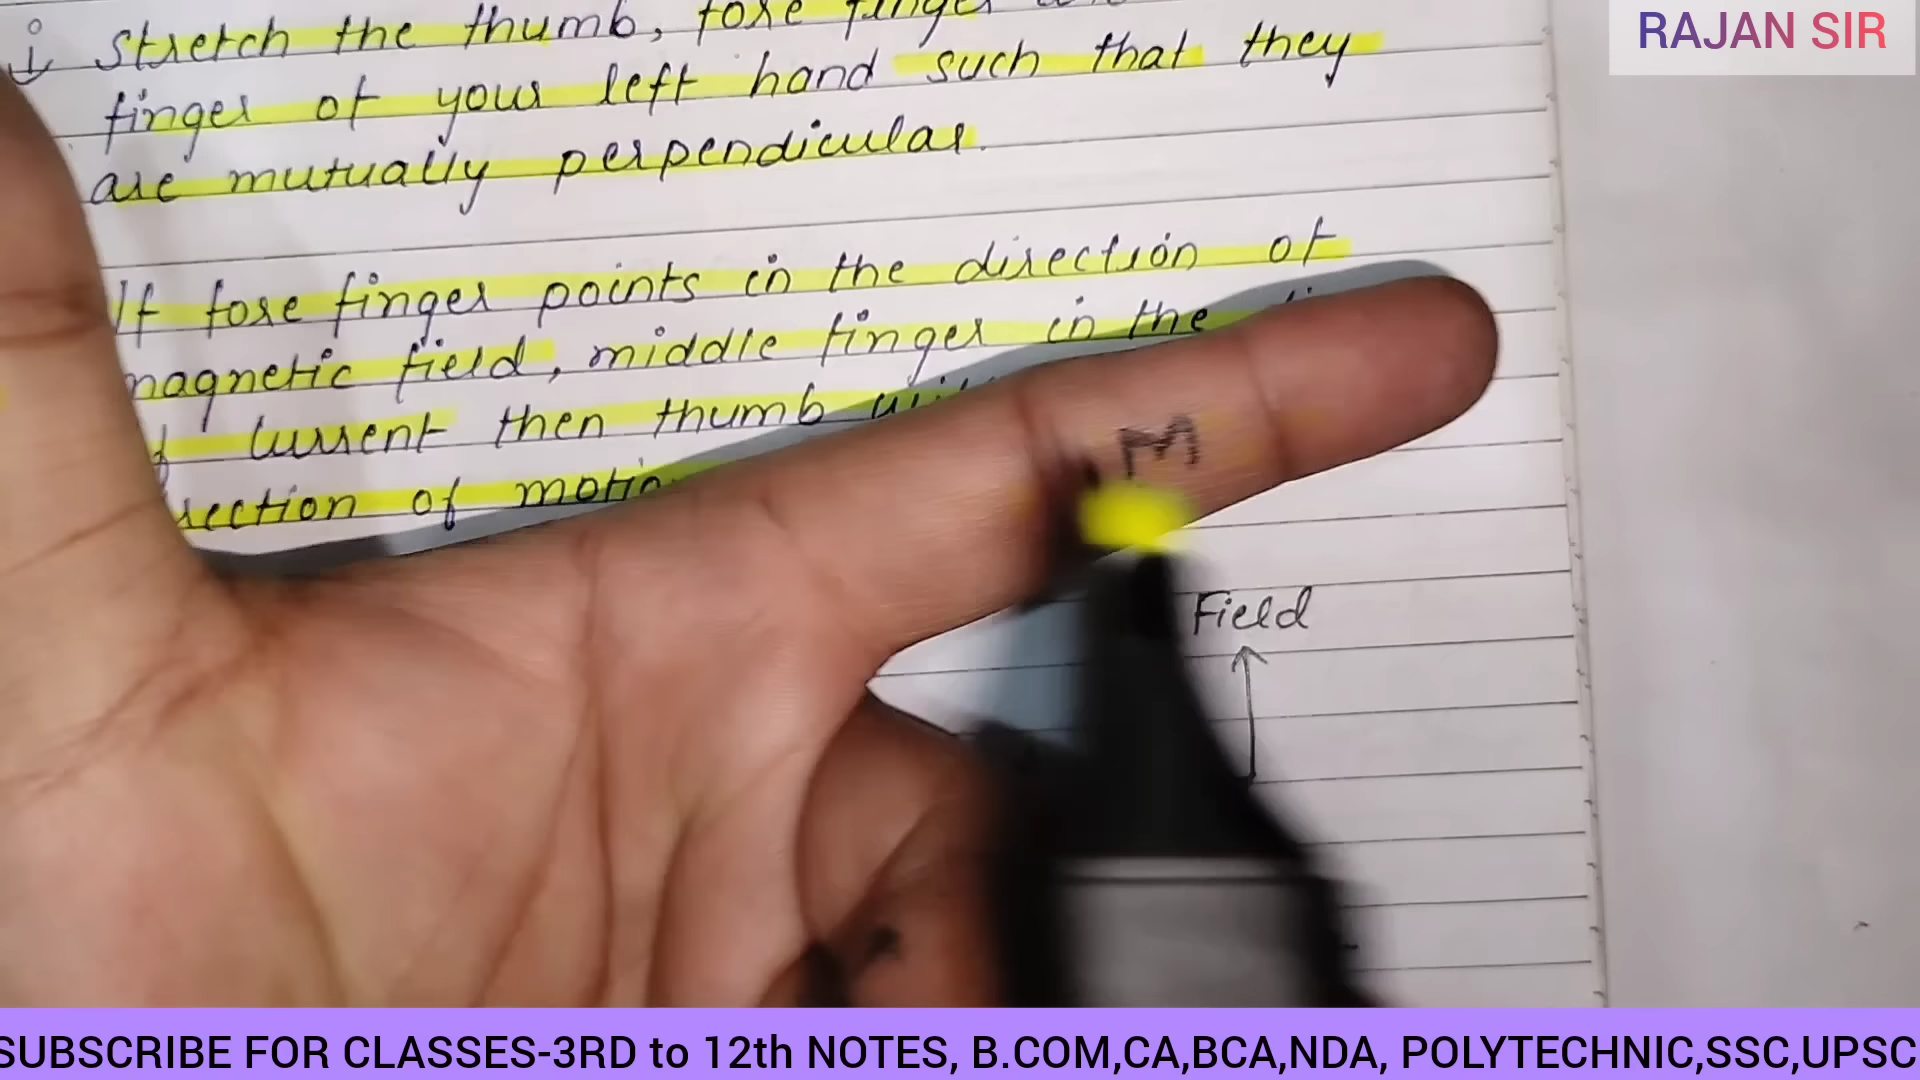 RAJAN SIR
Stretch the thumb, fore finger
finger of your left hand such that they
are mutually perpendicular.
If fore finger points in the direction of
magnetic field, middle finger in the
current then thumb
of motio
M
Field
SUBSCRIBE FOR CLASSES-3RD to 12th NOTES, B.COM,CA,BCA,NDA, POLYTECHNIC,SSC,UPSC